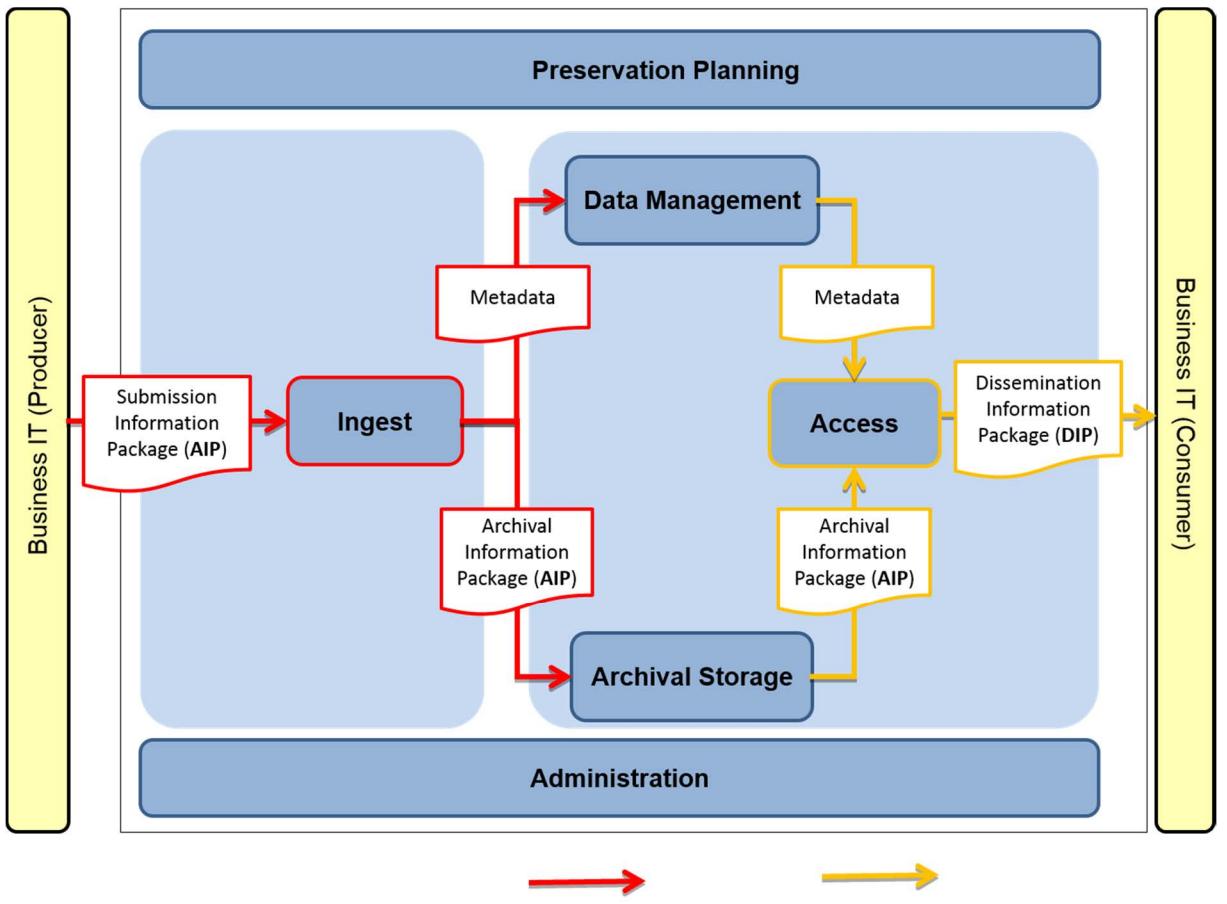 Preservation Planning
Business IT (Producer)
Data Management
Metadata
Metadata
Business IT (Consumer)
Submission
Information
Package (AIP)
Ingest
Access
Dissemination
Information
Package (DIP)
Archival
Information
Package (AIP)
Archival
Information
Package (AIP)
Archival Storage
Administration